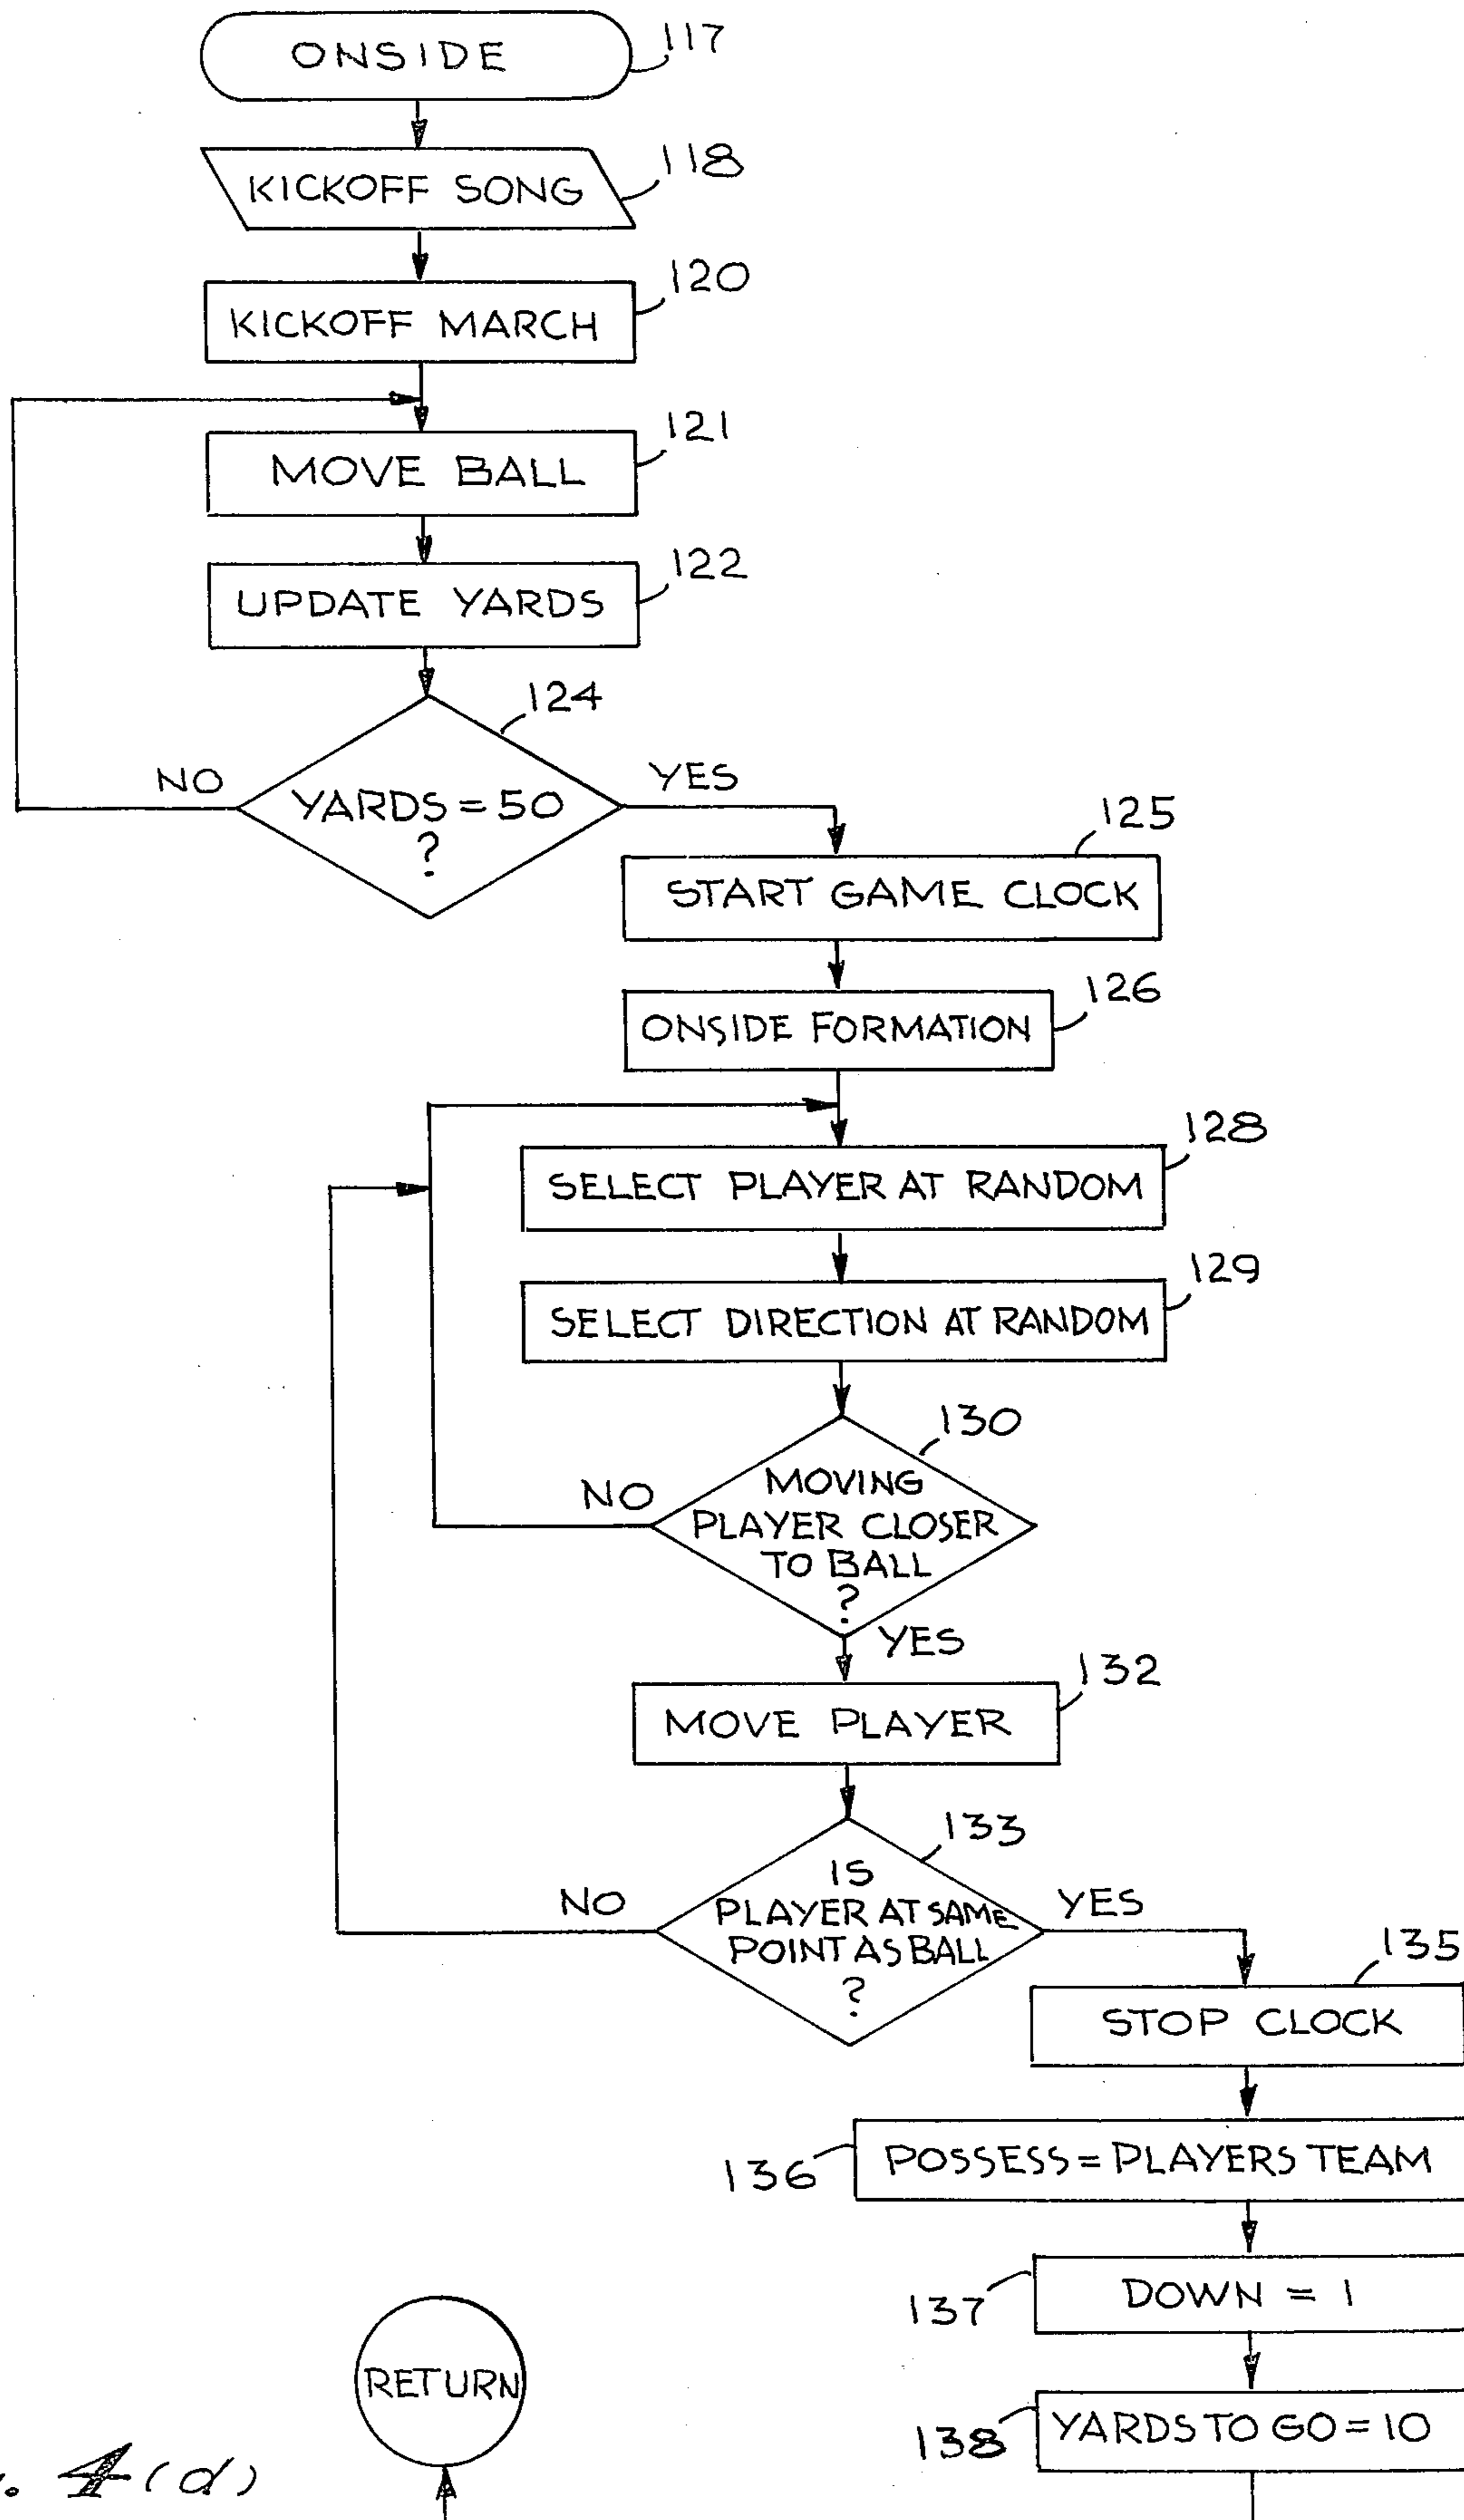 ONSIDE
117
KICKOFF SONG
118
KICKOFF MARCH
120
MOVE BALL
121
UPDATE YARDS
122
124
YARDS = 50
?
NO
YES
125
START GAME CLOCK
ONSIDE FORMATION
126
SELECT PLAYER AT RANDOM
128
SELECT DIRECTION AT RANDOM
129
130
MOVING
PLAYER CLOSER
TO BALL
?
NO
YES
MOVE PLAYER
132
133
IS
PLAYER AT SAME
POINT AS BALL
?
NO
YES
135
STOP CLOCK
136
POSSESS = PLAYERS TEAM
137
DOWN = 1
138
YARDS TO GO = 10
RETURN
4(d)